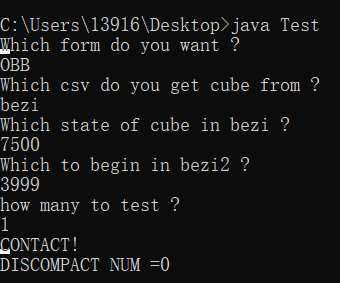 C:\Users\13916\Desktop>java Test
Which form do you want ?
OBB
Which csv do you get cube from ?
bezi
Which state of cube in bezi ?
7500
Which to begin in bezi2 ?
3999
how many to test ?
1
CONTACT!
DISCOMPACT NUM =0